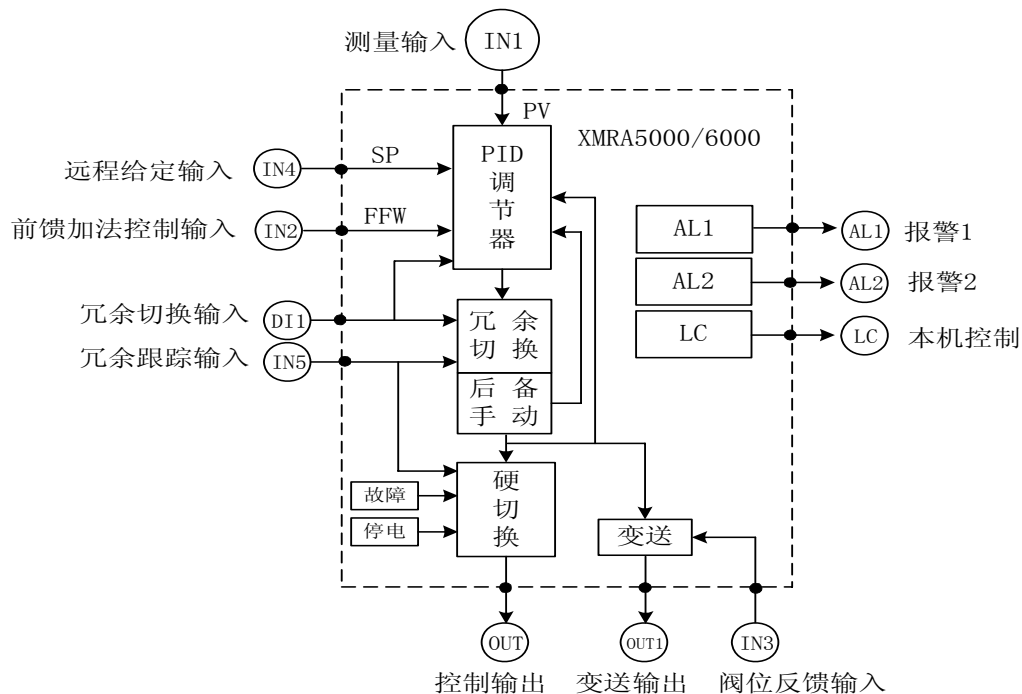 测量输入 IN1
PV
XMRA5000/6000
远程给定输入 IN4 SP
PID
调
节
器
前馈加法控制输入 IN2 FFW
AL1 AL1 报警1
AL2 AL2 报警2
LC LC 本机控制
冗余切换输入 DI1
冗余跟踪输入 IN5
冗 余
切 换
后 备
手 动
故障
停电
硬
切
换
变送
OUT
OUT1
IN3
控制输出 变送输出 阀位反馈输入